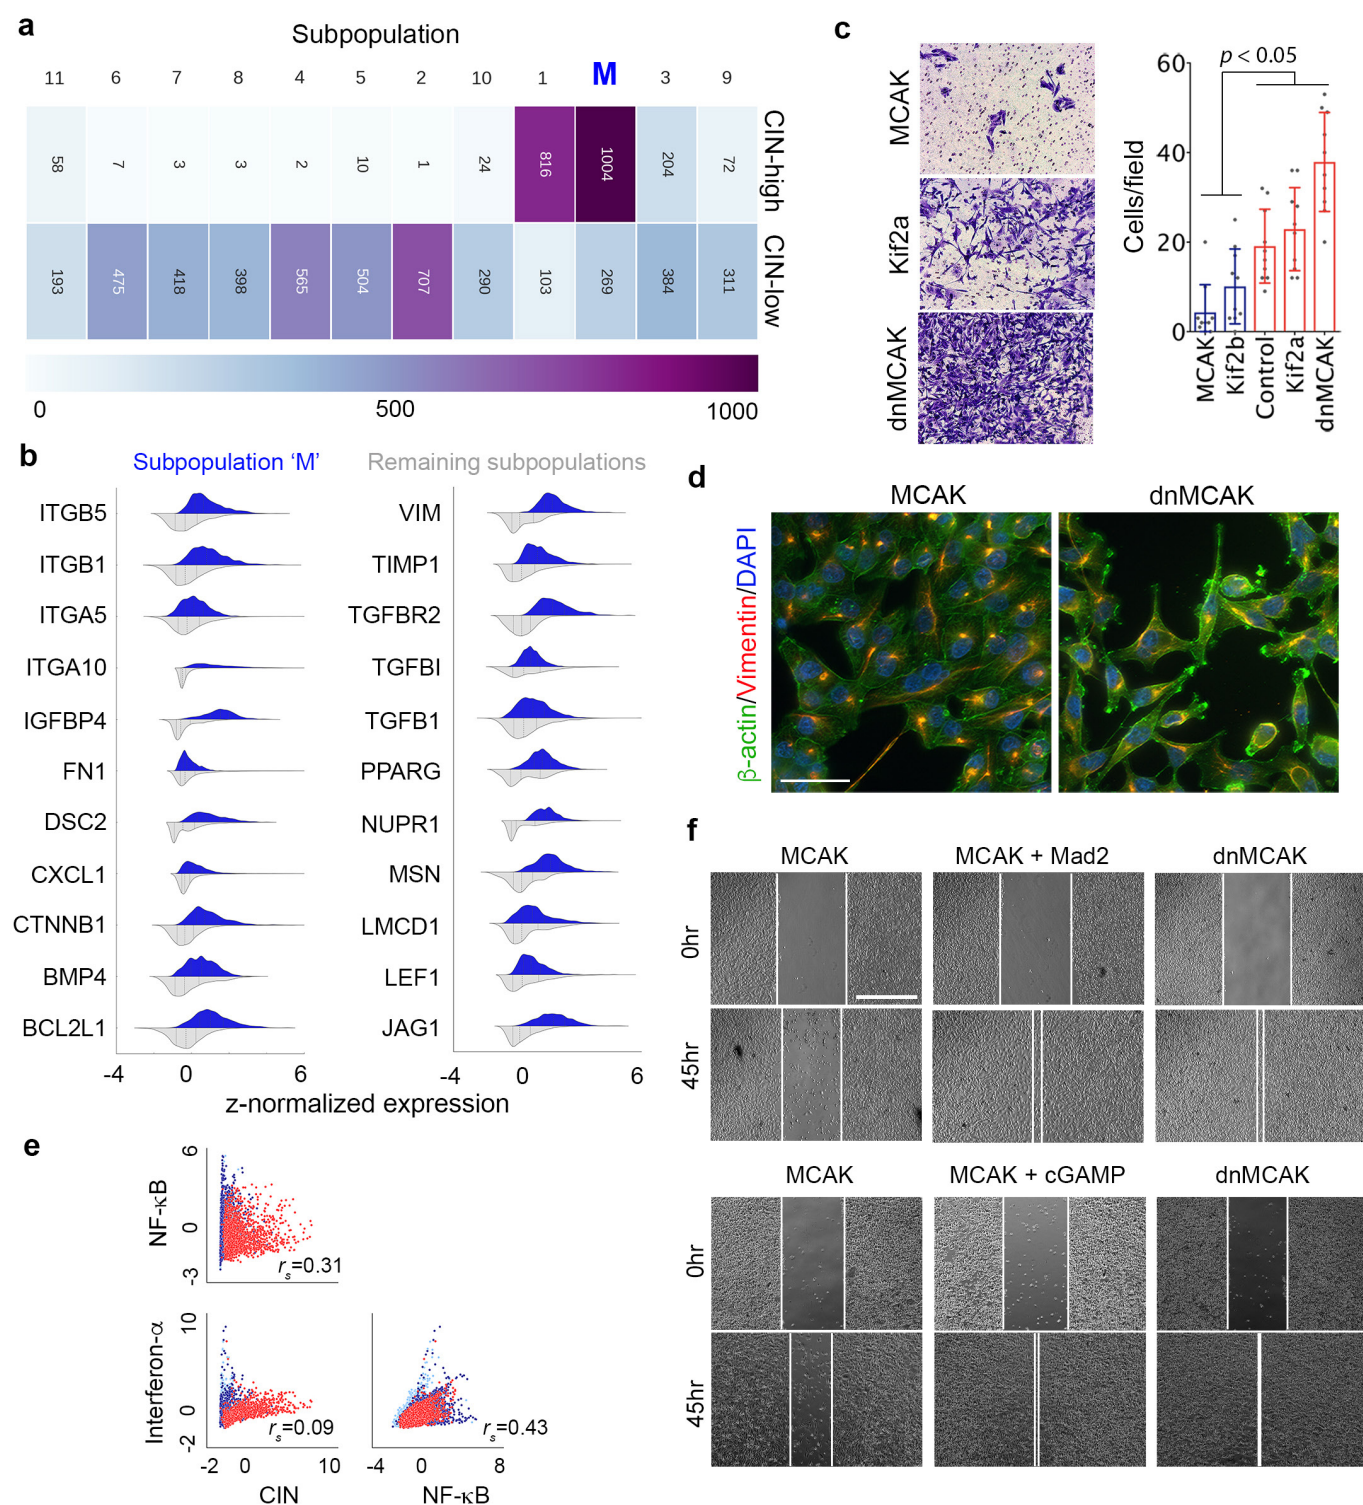 a
Subpopulation
11 6 7 8 4 5 2 10 1 M 3 9
58 7 3 3 2 10 1 24 816 1004 204 72
CIN-high
193 475 418 398 565 504 707 290 103 269 384 311
CIN-low
0 500 1000
b
Subpopulation ‘M’ Remaining subpopulations
ITGB5 VIM
ITGB1 TIMP1
ITGA5 TGFBR2
ITGA10 TGFBI
IGFBP4 TGFB1
FN1 PPARG
DSC2 NUPR1
CXCL1 MSN
CTNNB1 LMCD1
BMP4 LEF1
BCL2L1 JAG1
-4 0 6 -4 0 6
z-normalized expression
c
MCAK
Kif2a
dnMCAK
p < 0.05
60
40
20
0
Cells/field
MCAK Kif2b Control Kif2a dnMCAK
d
MCAK dnMCAK
β-actin/Vimentin/DAPI
e
NF-κB
6
0
-3
rs=0.31
Interferon-α
10
0
-2
rs=0.09 rs=0.43
-2 0 10 -4 0 8
CIN NF-κB
f
MCAK MCAK + Mad2 dnMCAK
0hr
45hr
MCAK MCAK + cGAMP dnMCAK
0hr
45hr